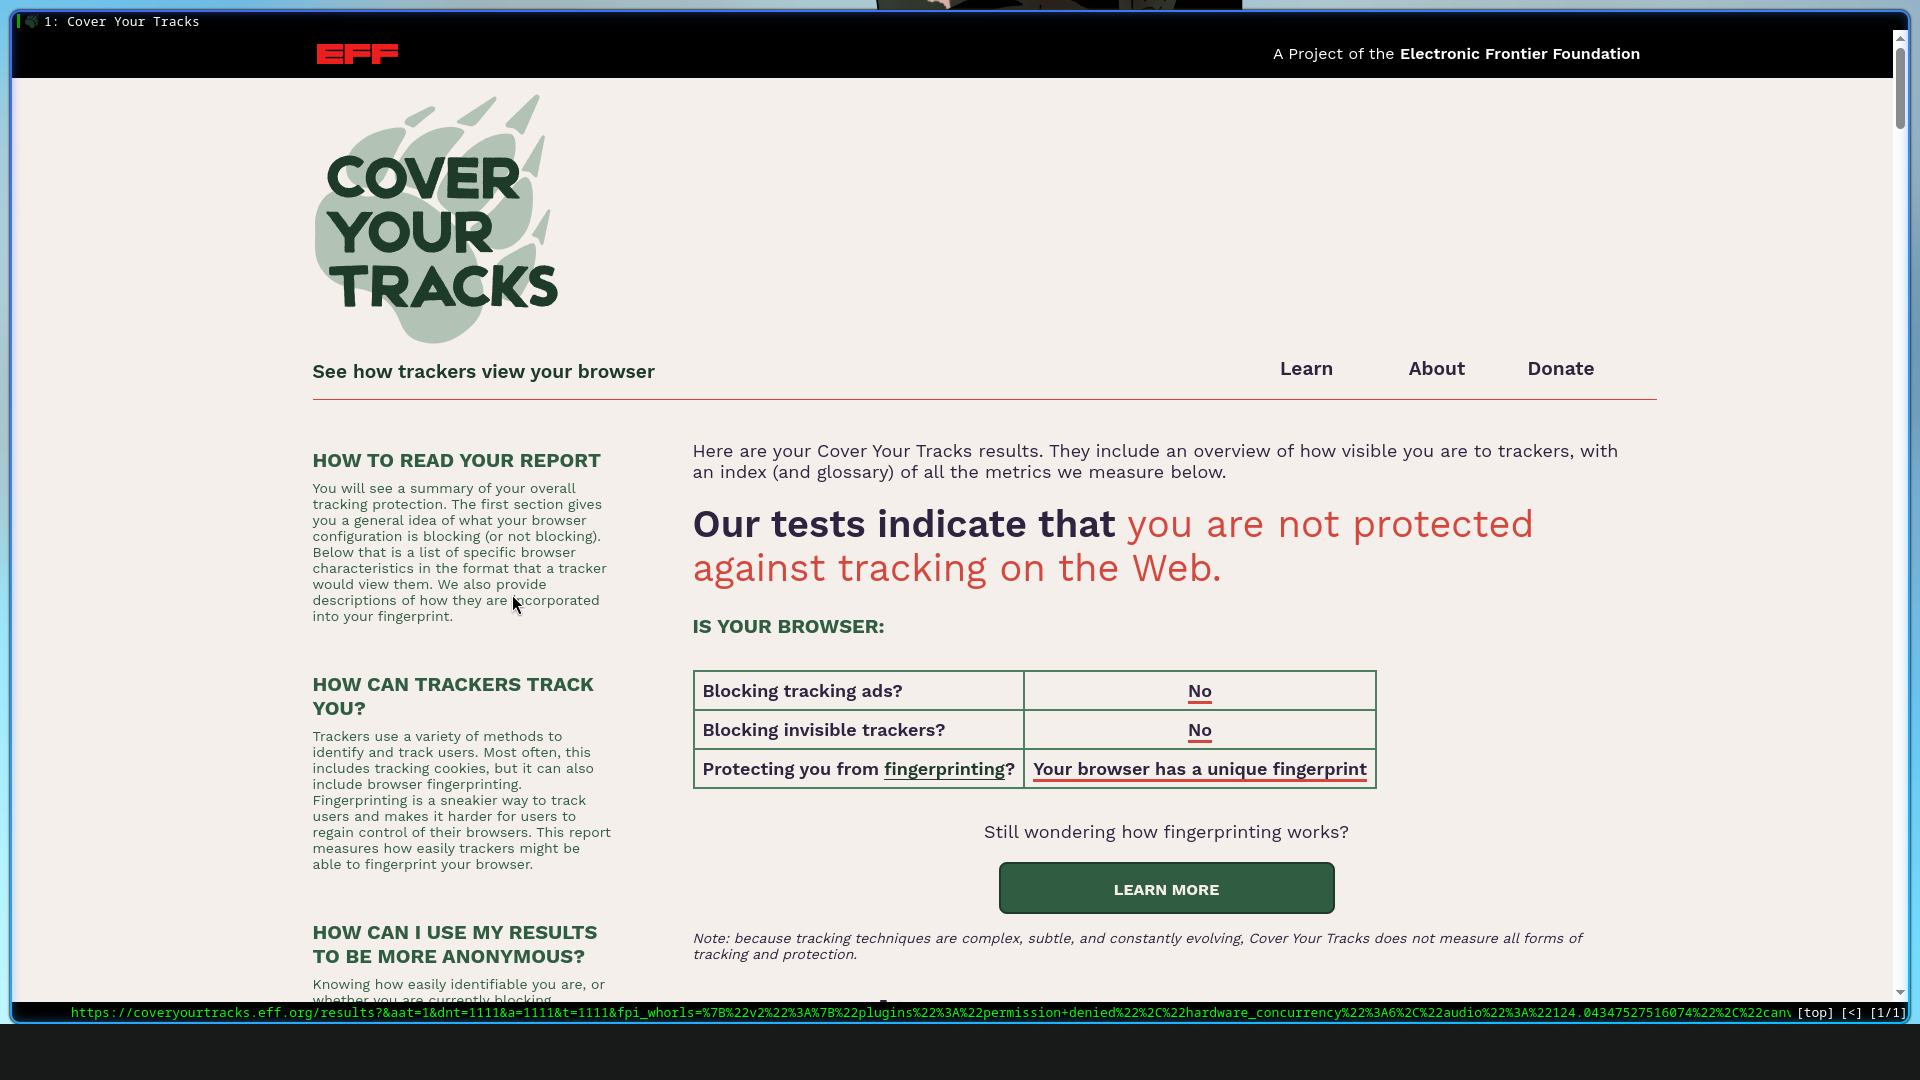 1: Cover Your Tracks
EFF
A Project of the Electronic Frontier Foundation
COVER
YOUR
TRACKS
See how trackers view your browser
Learn
About
Donate
HOW TO READ YOUR REPORT
You will see a summary of your overall
tracking protection. The first section gives
you a general idea of what your browser
configuration is blocking (or not blocking).
Below that is a list of specific browser
characteristics in the format that a tracker
would view them. We also provide
descriptions of how they are incorporated
into your fingerprint.
HOW CAN TRACKERS TRACK
YOU?
Trackers use a variety of methods to
identify and track users. Most often, this
includes tracking cookies, but it can also
include browser fingerprinting.
Fingerprinting is a sneakier way to track
users and makes it harder for users to
regain control of their browsers. This report
measures how easily trackers might be
able to fingerprint your browser.
HOW CAN I USE MY RESULTS
TO BE MORE ANONYMOUS?
Knowing how easily identifiable you are, or
whether you are currently blocking
Here are your Cover Your Tracks results. They include an overview of how visible you are to trackers, with
an index (and glossary) of all the metrics we measure below.
Our tests indicate that you are not protected
against tracking on the Web.
IS YOUR BROWSER:
Blocking tracking ads? No
Blocking invisible trackers? No
Protecting you from fingerprinting? Your browser has a unique fingerprint
Still wondering how fingerprinting works?
LEARN MORE
Note: because tracking techniques are complex, subtle, and constantly evolving, Cover Your Tracks does not measure all forms of
tracking and protection.
https://coveryourtracks.eff.org/results?&aat=1&dnt=1111&a=1111&t=1111&fpi_whorls=%7B%22v2%22%3A%7B%22plugins%22%3A%22permission+denied%22%2C%22hardware_concurrency%22%3A6%2C%22audio%22%3A%22124.04347527516074%22%2C%22can [top] [<] [1/1]